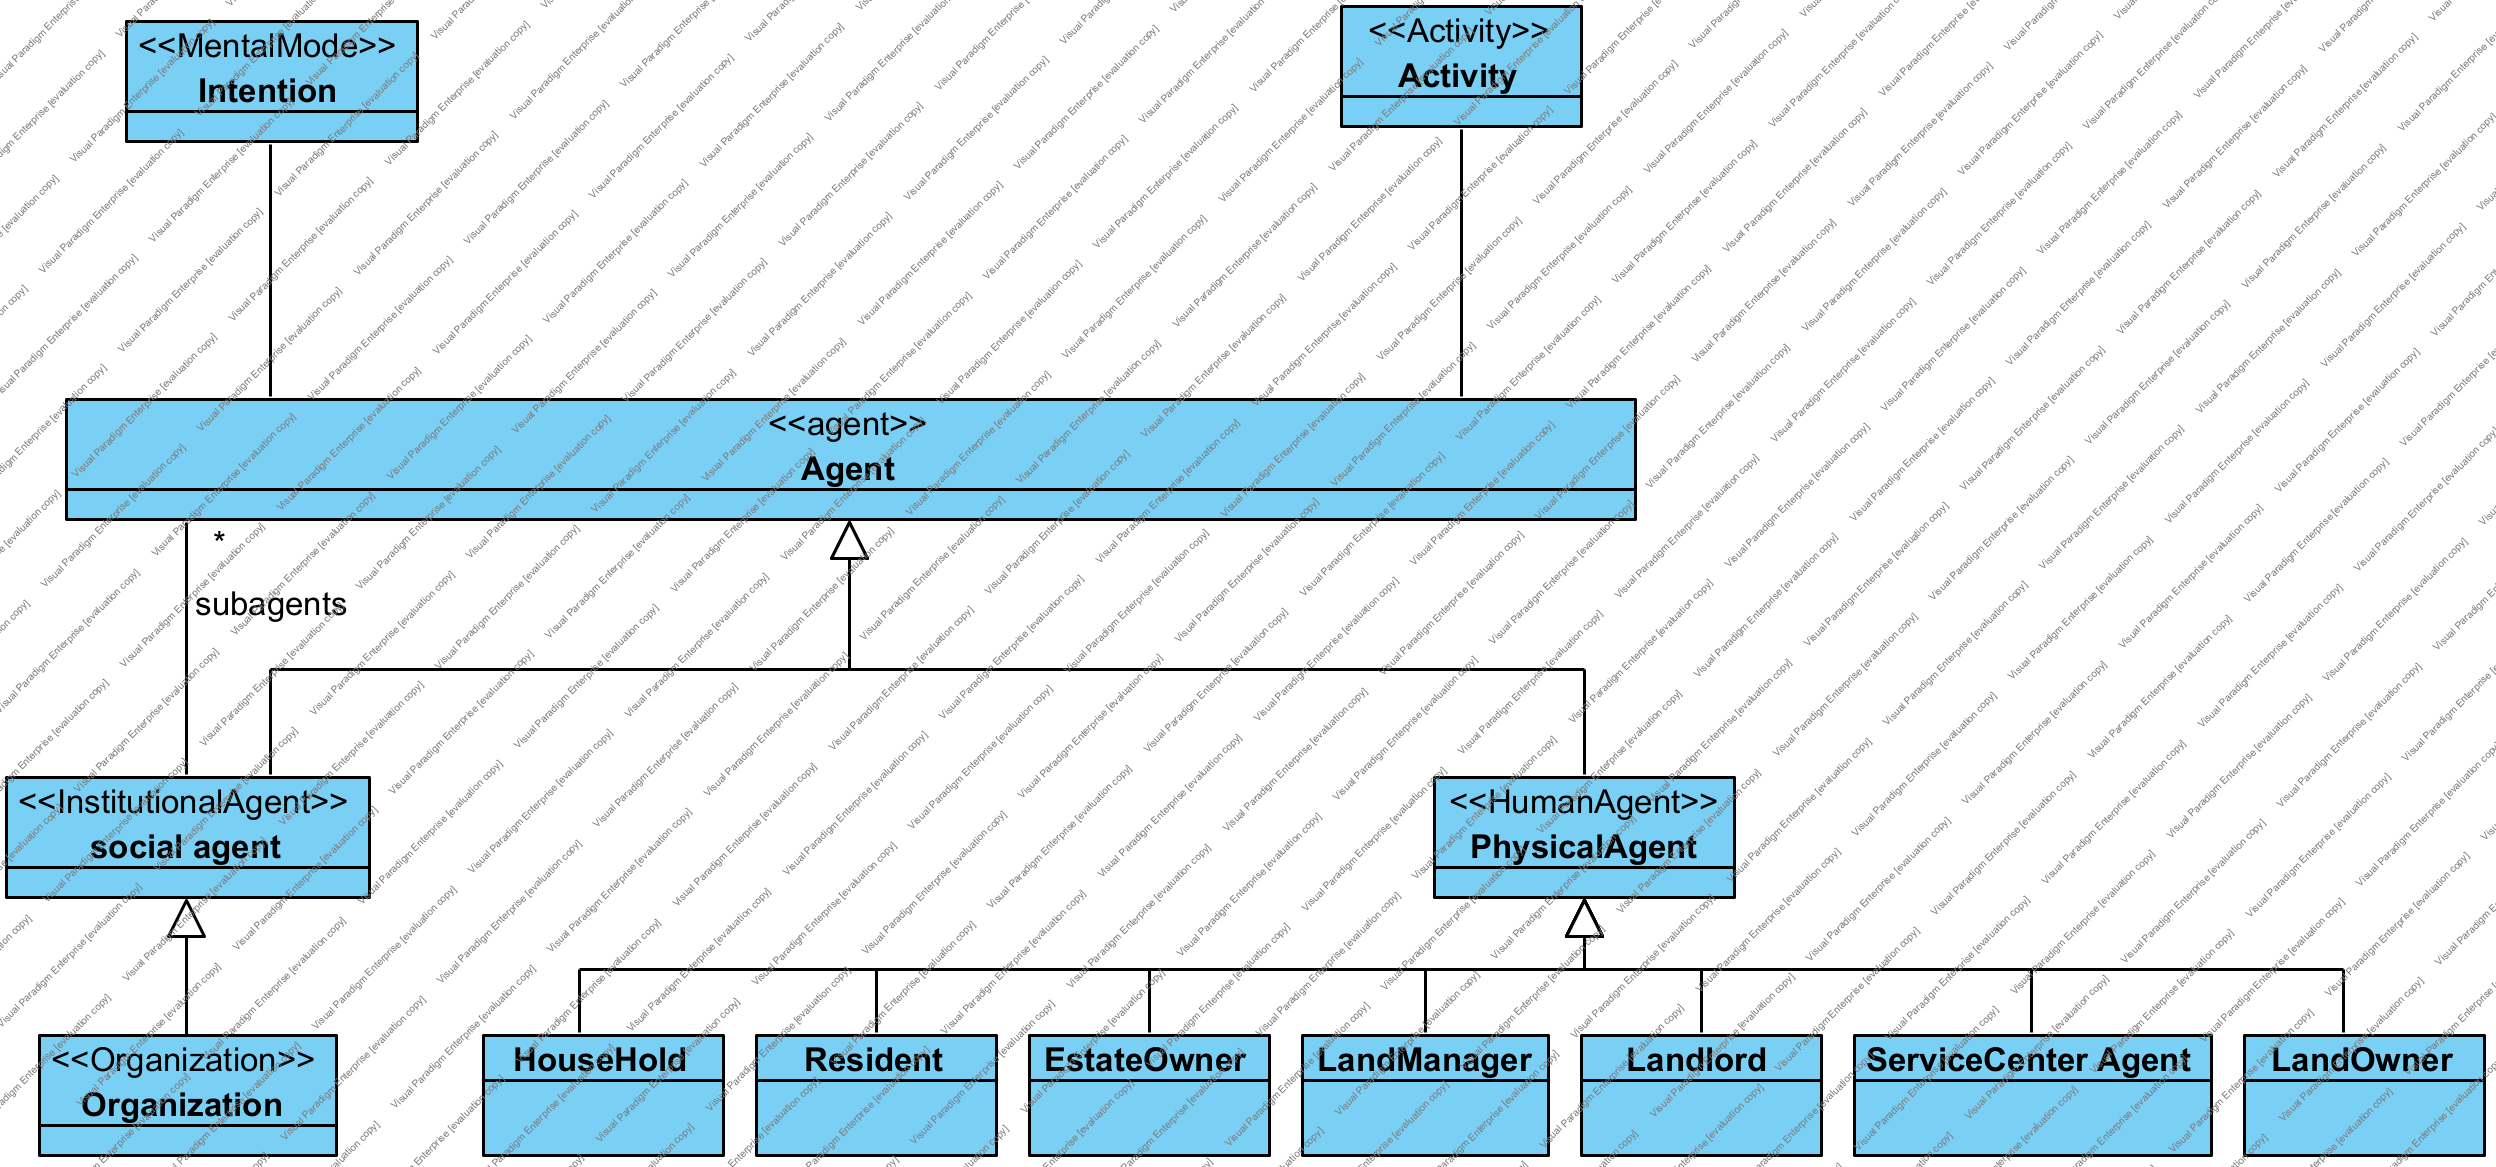 <<MentalMode>>
Intention
<<Activity>>
Activity
<<agent>>
Agent
*
subagents
<<InstitutionalAgent>>
social agent
<<HumanAgent>>
PhysicalAgent
<<Organization>>
Organization
HouseHold
Resident
EstateOwner
LandManager
Landlord
ServiceCenter Agent
LandOwner
Visual Paradigm Enterprise [evaluation copy]